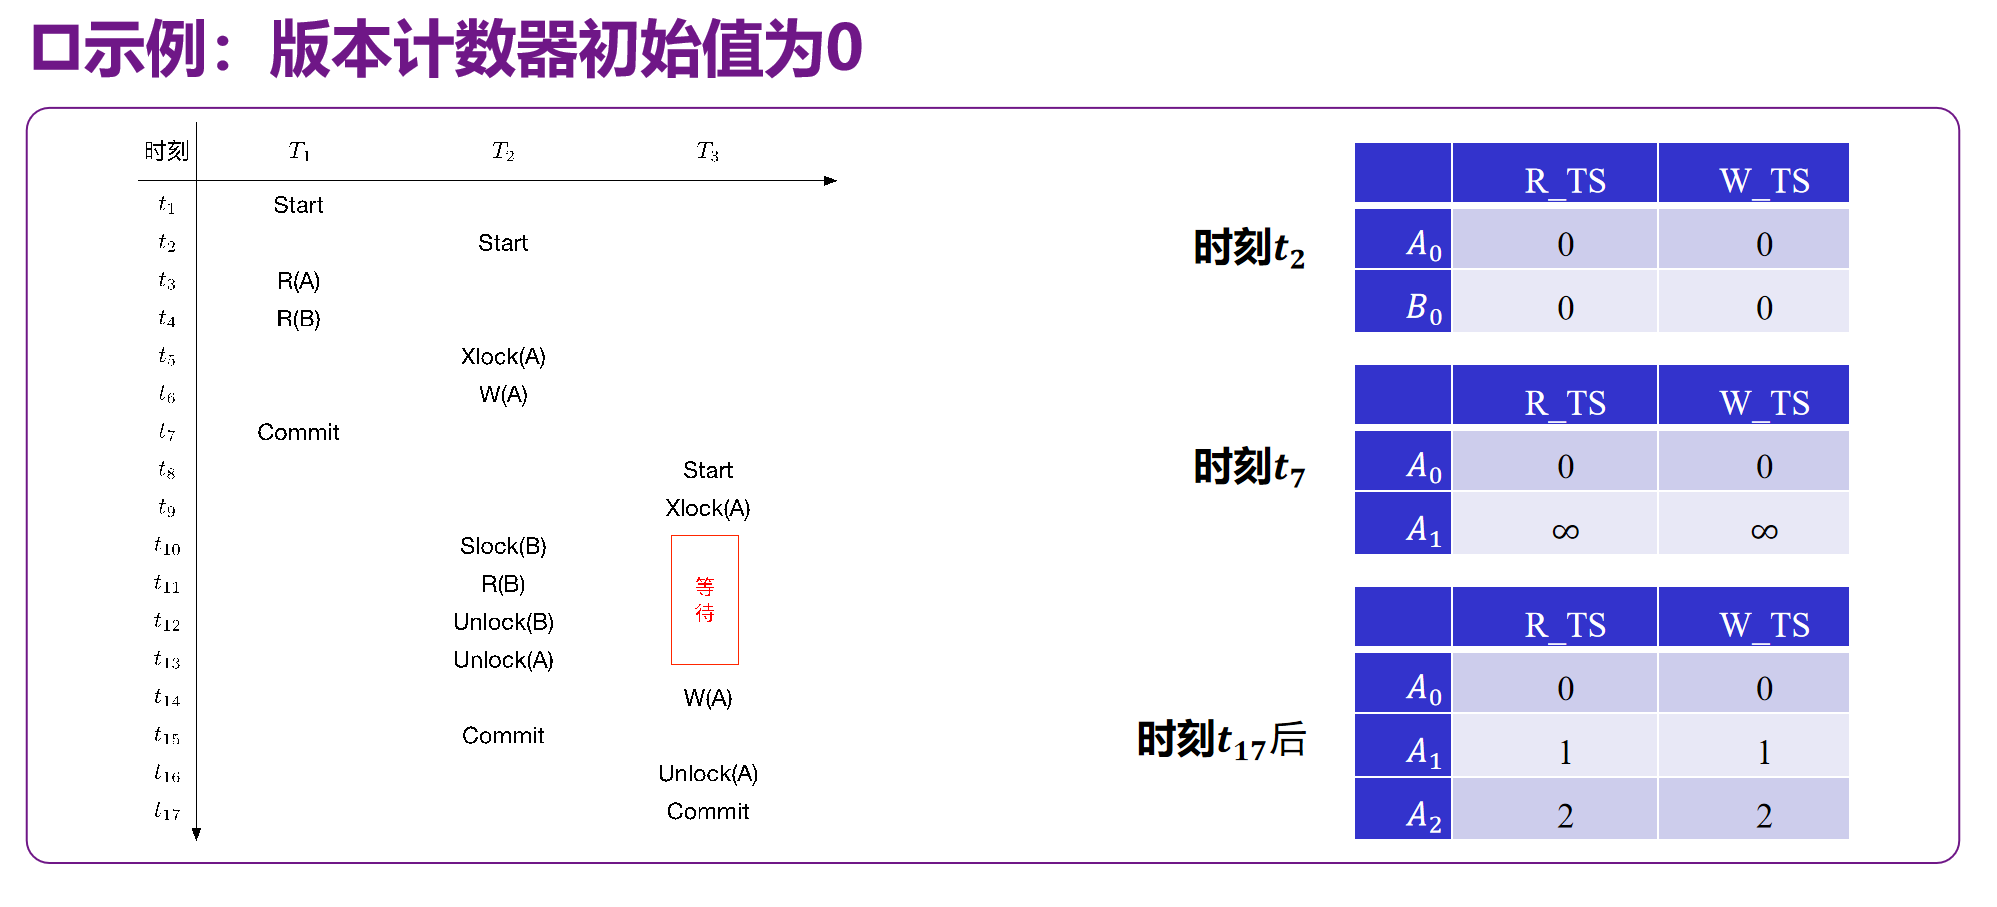 示例：版本计数器初始值为0
时刻 T₁ T₂ T₃
t₁ Start
t₂ Start
t₃ R(A)
t₄ R(B)
t₅ Xlock(A)
t₆ W(A)
t₇ Commit
t₈ Start
t₉ Xlock(A)
t₁₀ Slock(B)
t₁₁ R(B)
t₁₂ Unlock(B)
t₁₃ Unlock(A)
等
待
t₁₄ W(A)
t₁₅ Commit
t₁₆ Unlock(A)
t₁₇ Commit
时刻t₂
R_TS W_TS
A₀ 0 0
B₀ 0 0
时刻t₇
R_TS W_TS
A₀ 0 0
A₁ ∞ ∞
时刻t₁₇后
R_TS W_TS
A₀ 0 0
A₁ 1 1
A₂ 2 2